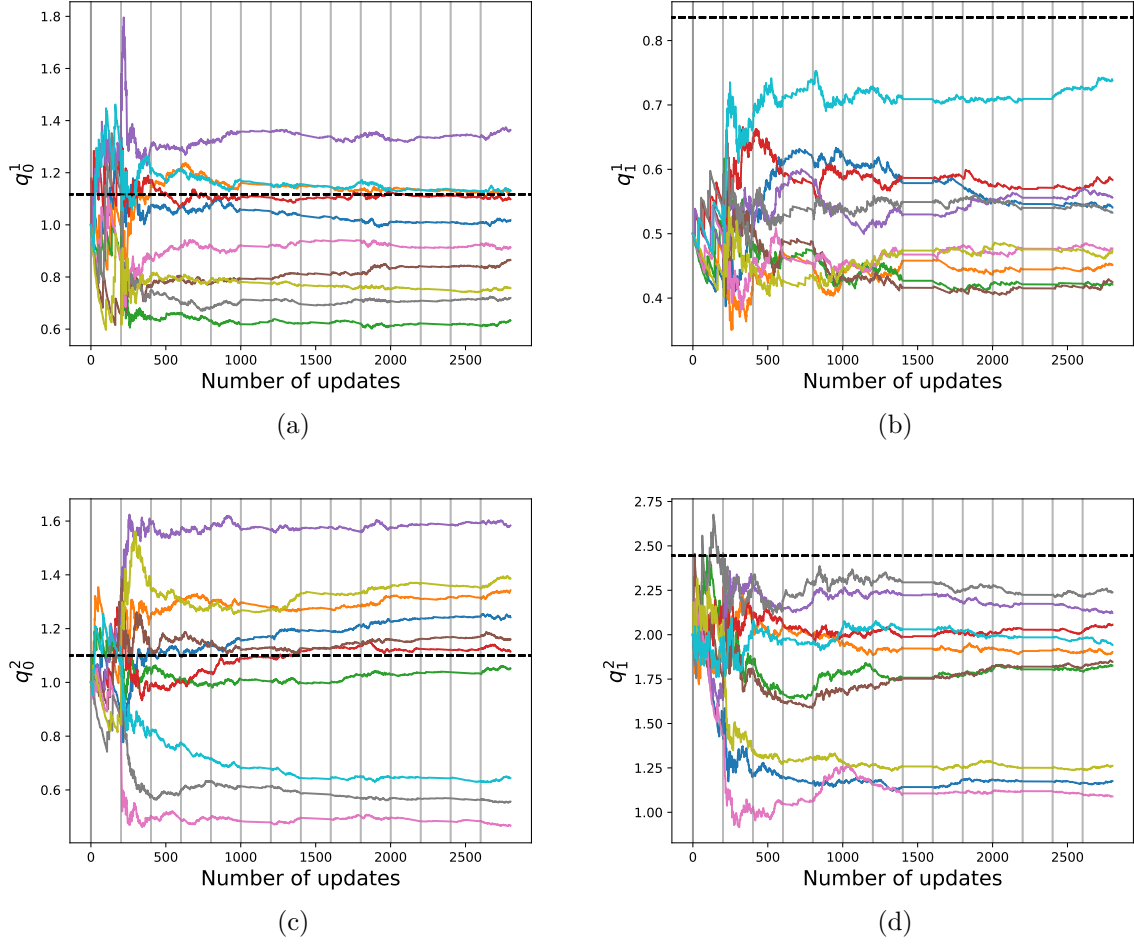 1.8
1.6
1.4
1.2
1.0
0.8
0.6
q_0^1
0 500 1000 1500 2000 2500
Number of updates
(a)
0.8
0.7
0.6
0.5
0.4
q_1^1
0 500 1000 1500 2000 2500
Number of updates
(b)
1.6
1.4
1.2
1.0
0.8
0.6
q_0^2
0 500 1000 1500 2000 2500
Number of updates
(c)
2.75
2.50
2.25
2.00
1.75
1.50
1.25
1.00
q_1^2
0 500 1000 1500 2000 2500
Number of updates
(d)